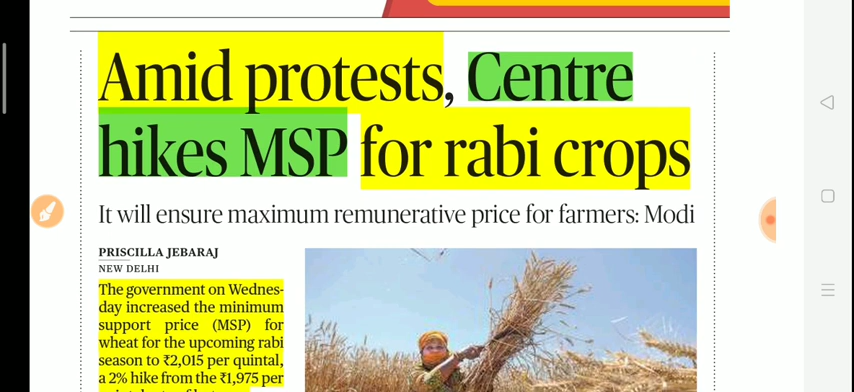 Amid protests, Centre
hikes MSP for rabi crops
It will ensure maximum remunerative price for farmers: Modi
PRISCILLA JEBARAJ
NEW DELHI
The government on Wednes-
day increased the minimum
support price (MSP) for
wheat for the upcoming rabi
season to ₹2,015 per quintal,
a 2% hike from the ₹1,975 per